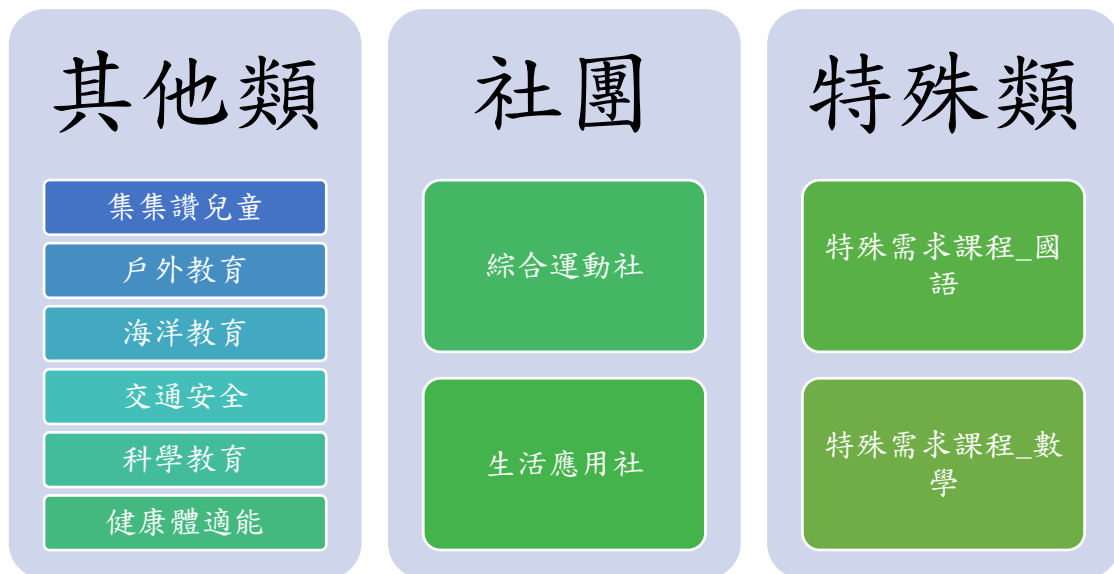 其他類
集集讚兒童
戶外教育
海洋教育
交通安全
科學教育
健康體適能
社團
綜合運動社
生活應用社
特殊類
特殊需求課程_國
語
特殊需求課程_數
學